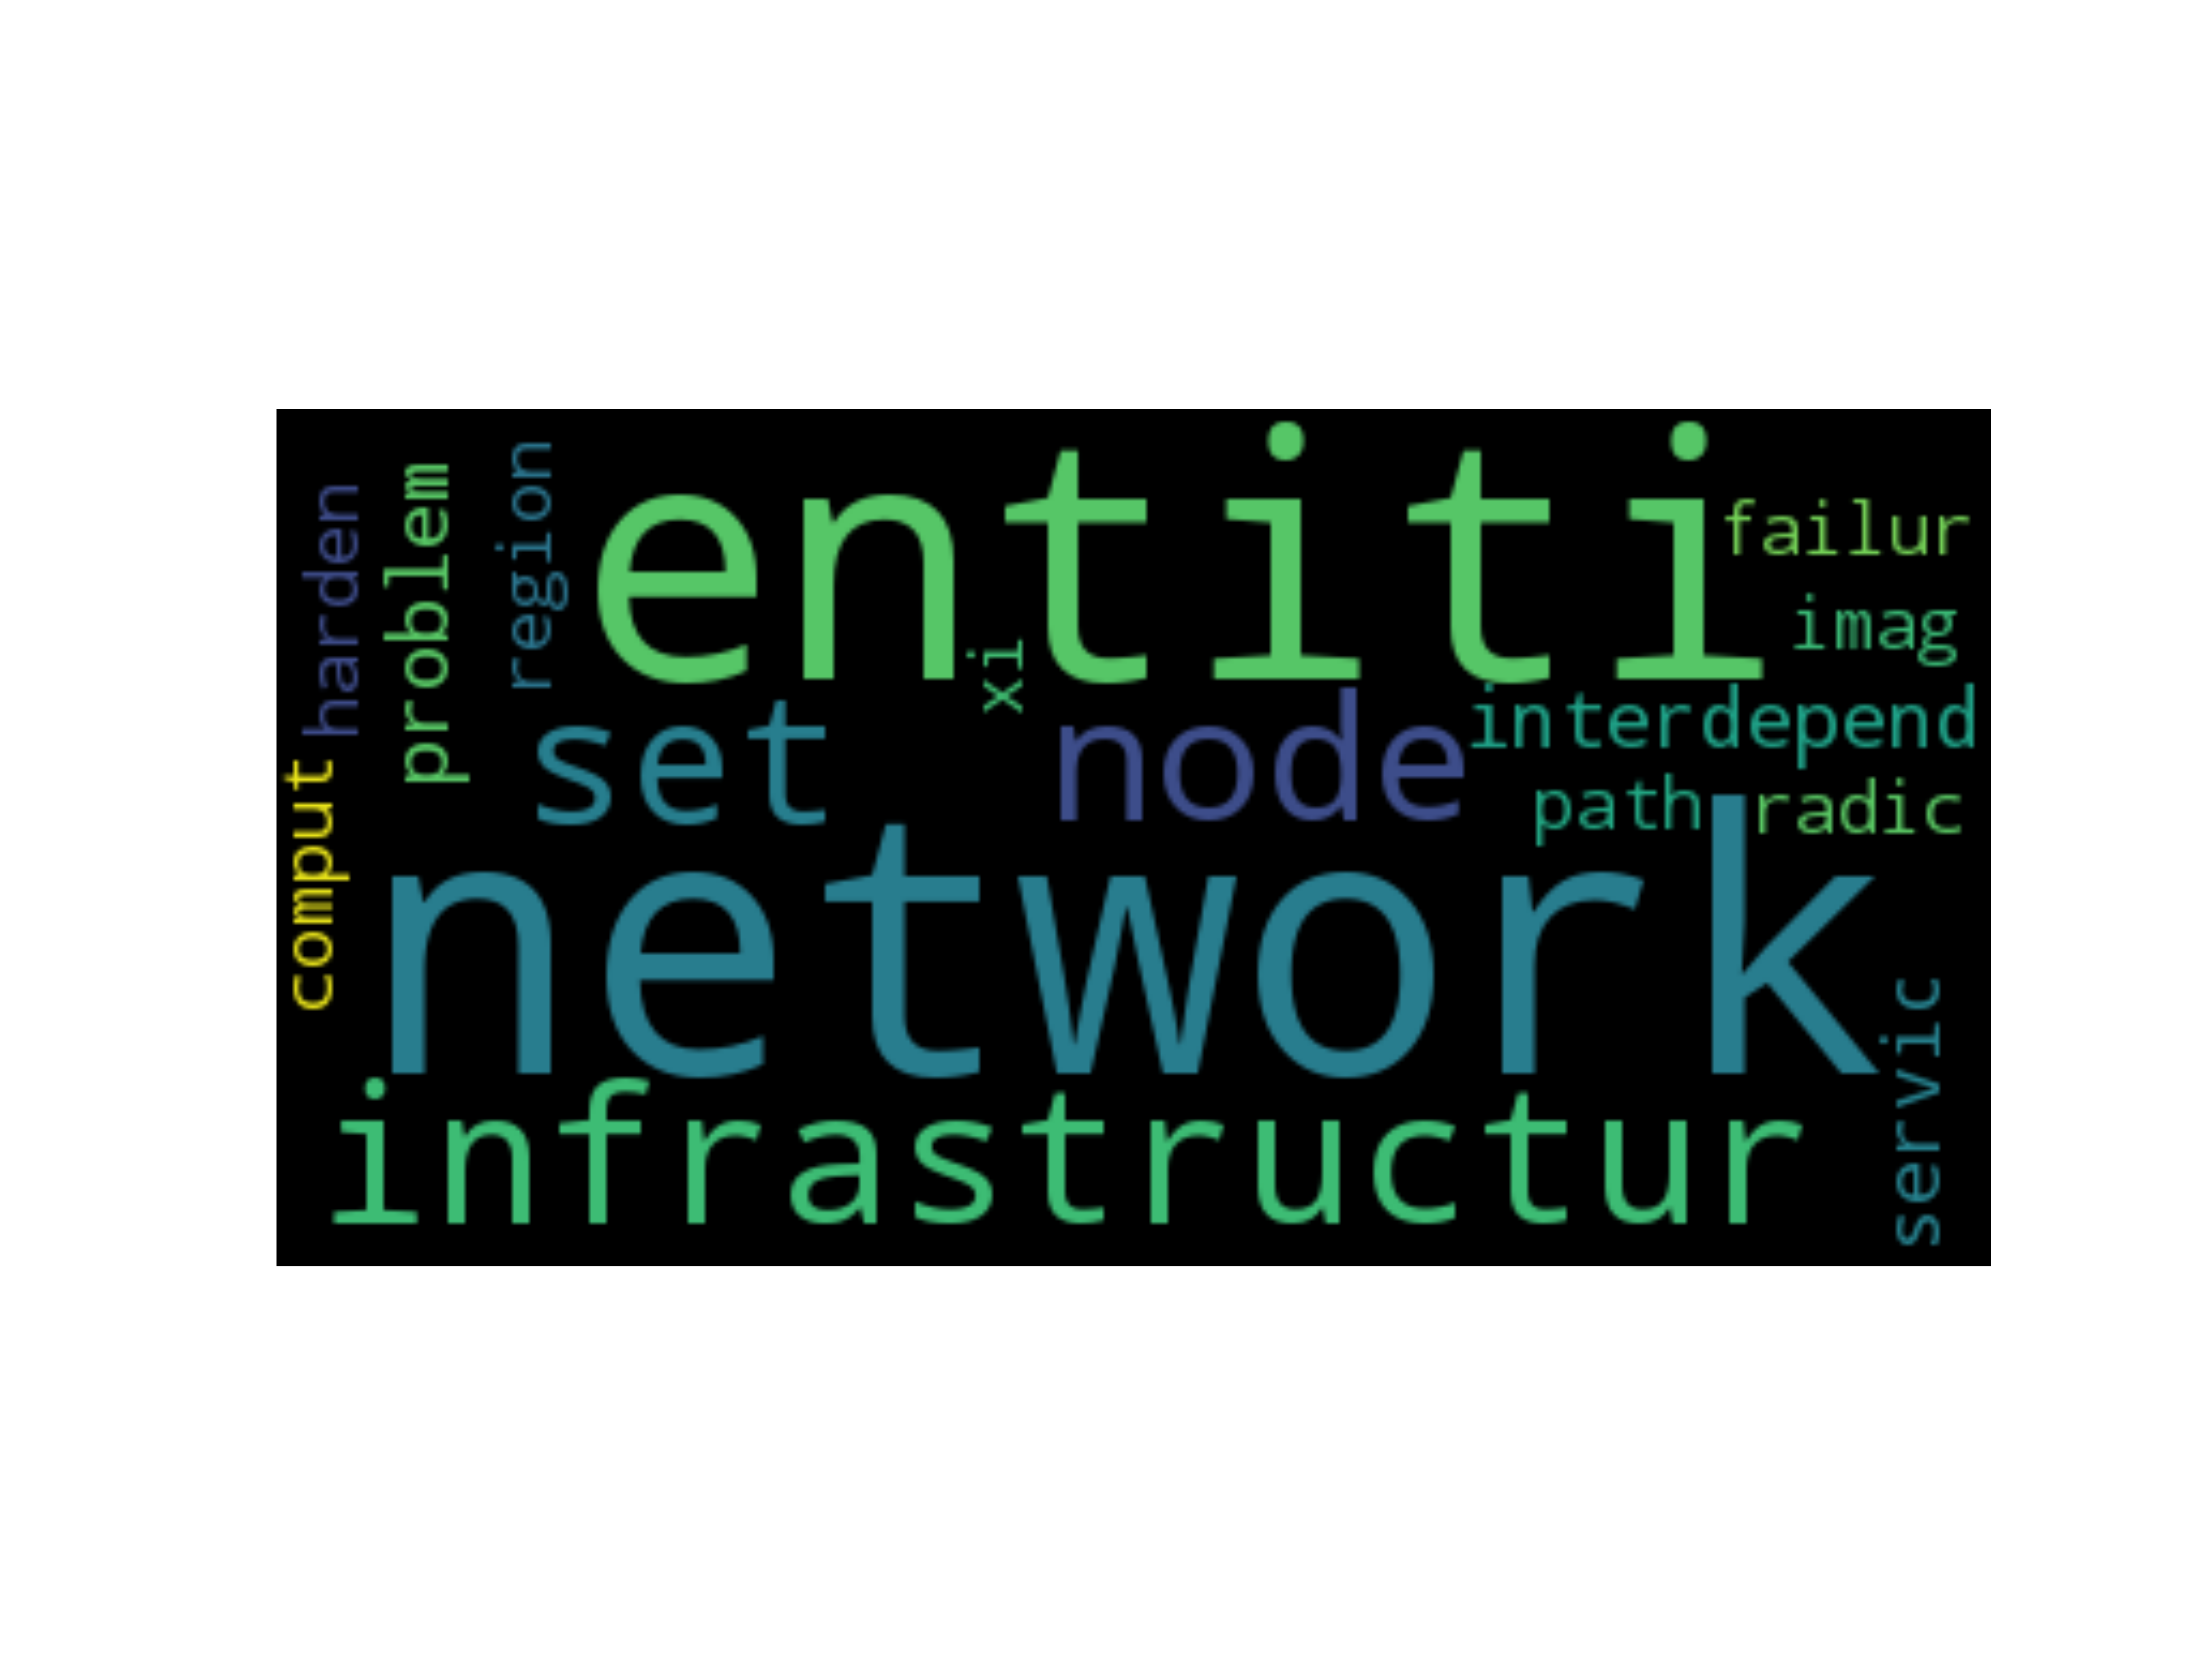 harden
problem
region
entiti
failur
imag
xi
interdepend
set
node
path
radic
comput
network
servic
infrastructur